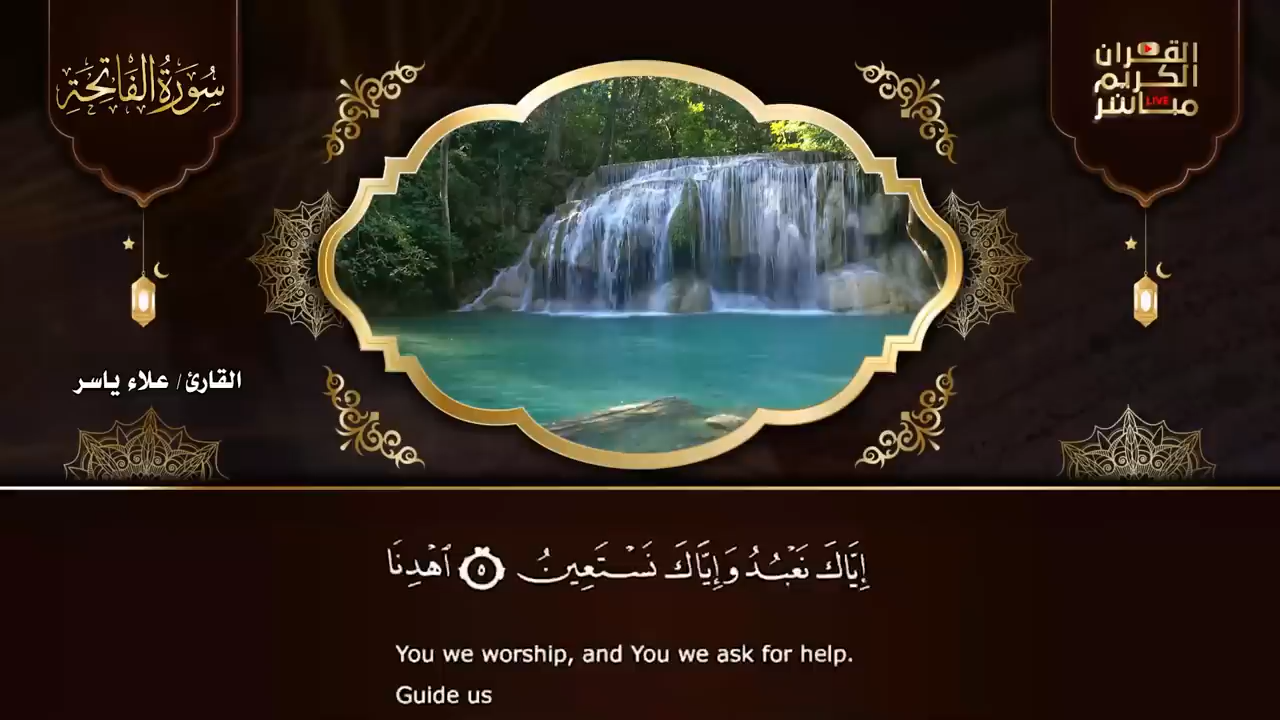 سُورَةُ الفَاتِحَة
القرآن
الكريم
مباشر
LIVE
القارئ/ علاء ياسر
إِيَّاكَ نَعْبُدُ وَإِيَّاكَ نَسْتَعِينُ ٥ ٱهْدِنَا
You we worship, and You we ask for help.
Guide us